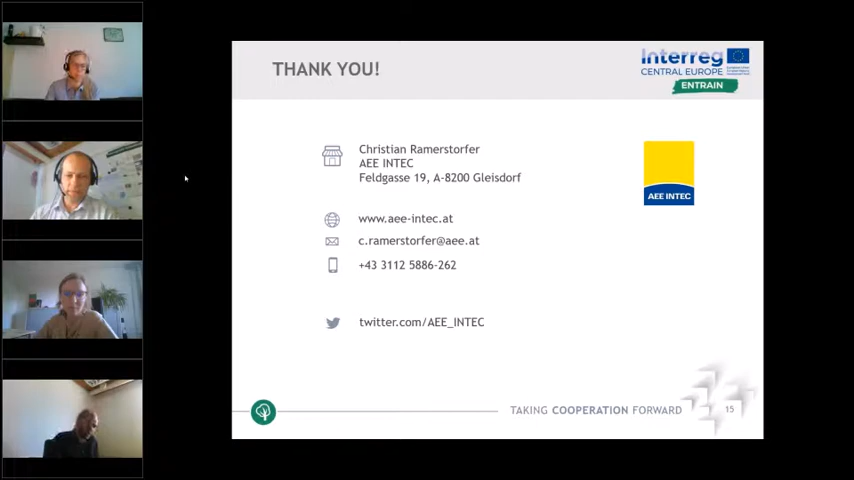 THANK YOU!
Interreg
CENTRAL EUROPE
ENTRAIN
Christian Ramerstorfer
AEE INTEC
Feldgasse 19, A-8200 Gleisdorf
AEE INTEC
www.aee-intec.at
c.ramerstorfer@aee.at
+43 3112 5886-262
twitter.com/AEE_INTEC
TAKING COOPERATION FORWARD
15